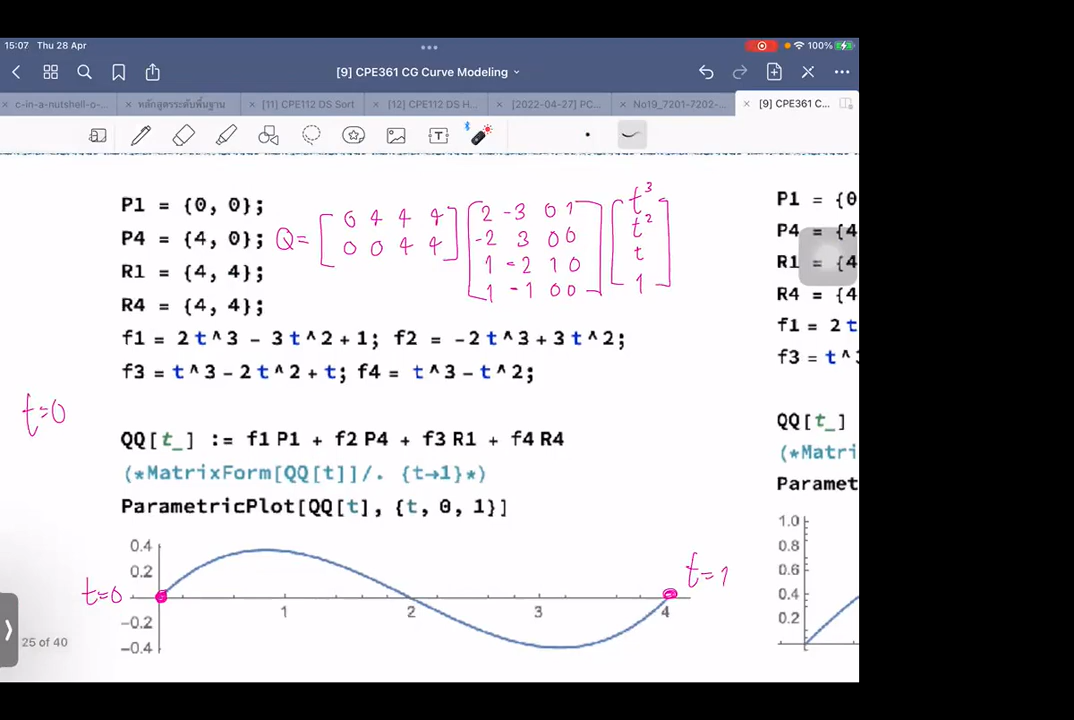 15:07 Thu 28 Apr
100%
[9] CPE361 CG Curve Modeling
c-in-a-nutshell-o-...
หลักสูตรระดับพื้นฐาน
[11] CPE112 DS Sort
[12] CPE112 DS H...
[2022-04-27] PC...
No19_7201-7202-...
[9] CPE361 C...
P1 = {0, 0};
P4 = {4, 0};
R1 = {4, 4};
R4 = {4, 4};
Q = [0 4 4 4
0 0 4 4]
[2 -3 0 1
-2 3 0 0
1 -2 1 0
1 -1 0 0]
[t^3
t^2
t
1]
f1 = 2 t^3 - 3 t^2 + 1; f2 = -2 t^3 + 3 t^2;
f3 = t^3 - 2 t^2 + t; f4 = t^3 - t^2;
t=0
QQ[t_] := f1 P1 + f2 P4 + f3 R1 + f4 R4
(*MatrixForm[QQ[t]]/. {t→1}*)
ParametricPlot[QQ[t], {t, 0, 1}]
0.4
0.2
-0.2
-0.4
1 2 3 4
t=0
t=1
25 of 40
P1 = {0
P4 = {4
R1 = {4
R4 = {4
f1 = 2 t
f3 = t^
QQ[t_]
(*Matri
Paramet
1.0
0.8
0.6
0.4
0.2